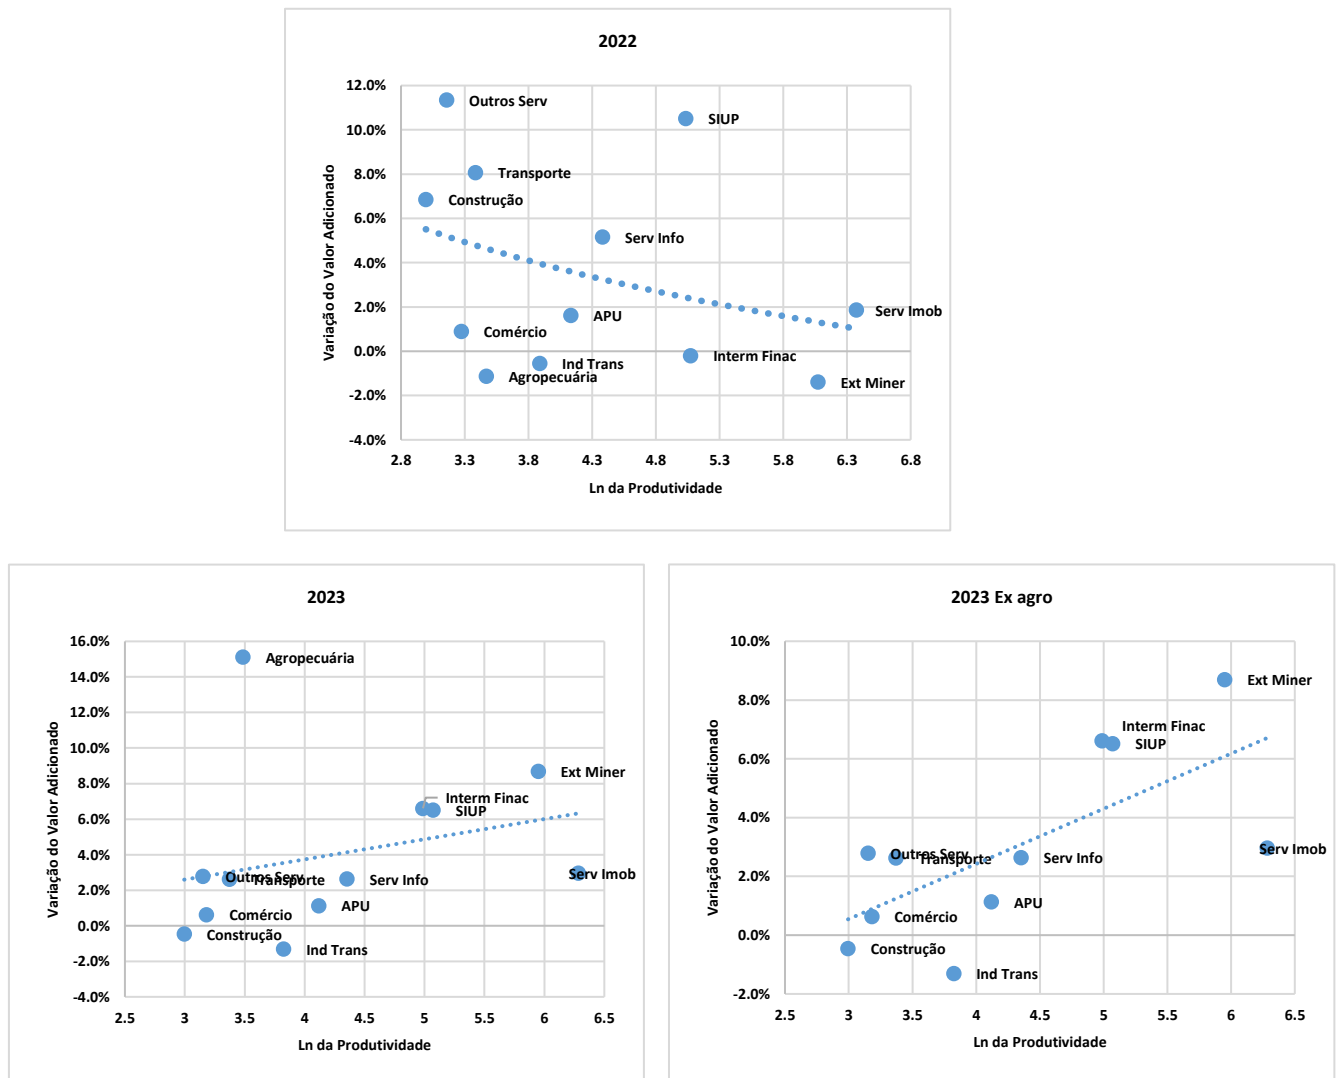 2022
12.0%
10.0%
8.0%
6.0%
4.0%
2.0%
0.0%
-2.0%
-4.0%
Variação do Valor Adicionado
Outros Serv
SIUP
Transporte
Construção
Serv Info
Serv Imob
APU
Comércio
Interm Finac
Ind Trans
Agropecuária
Ext Miner
2.8 3.3 3.8 4.3 4.8 5.3 5.8 6.3 6.8
Ln da Produtividade
2023
16.0%
14.0%
12.0%
10.0%
8.0%
6.0%
4.0%
2.0%
0.0%
-2.0%
-4.0%
Variação do Valor Adicionado
Agropecuária
Ext Miner
Interm Finac
SIUP
Serv Imob
Outros Serv
Transporte
Serv Info
APU
Comércio
Construção
Ind Trans
2.5 3 3.5 4 4.5 5 5.5 6 6.5
Ln da Produtividade
2023 Ex agro
10.0%
8.0%
6.0%
4.0%
2.0%
0.0%
-2.0%
Variação do Valor Adicionado
Ext Miner
Interm Finac
SIUP
Serv Imob
Outros Serv
Transporte
Serv Info
APU
Comércio
Construção
Ind Trans
2.5 3 3.5 4 4.5 5 5.5 6 6.5
Ln da Produtividade